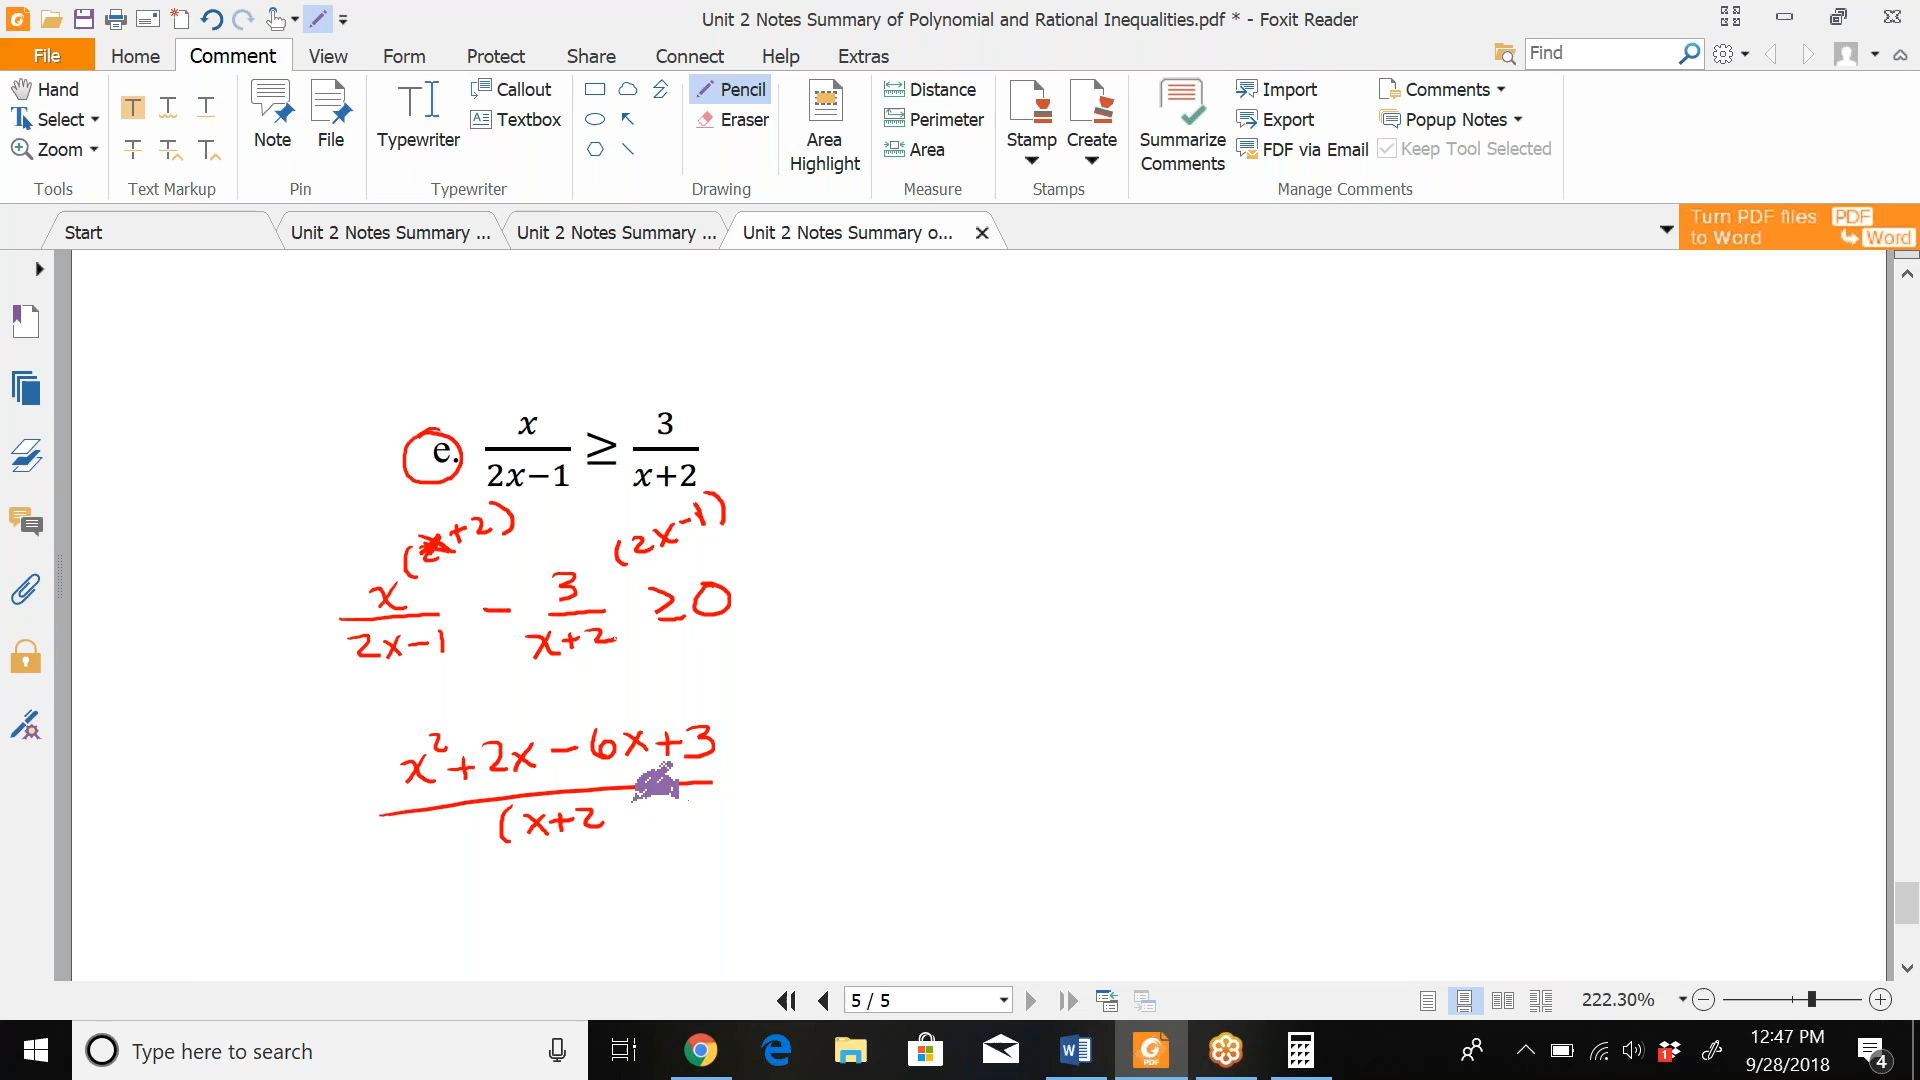 Unit 2 Notes Summary of Polynomial and Rational Inequalities.pdf * - Foxit Reader
File Home Comment View Form Protect Share Connect Help Extras
Find
Hand
Select
Zoom
Tools
Text Markup
Note
File
Pin
Typewriter
Callout
Textbox
Typewriter
Pencil
Eraser
Drawing
Area Highlight
Distance
Perimeter
Area
Measure
Stamp
Create
Stamps
Summarize Comments
Import
Export
FDF via Email
Comments
Popup Notes
Keep Tool Selected
Manage Comments
Start
Unit 2 Notes Summary ...
Unit 2 Notes Summary ...
Unit 2 Notes Summary o...
Turn PDF files to Word
PDF
Word
e. x/(2x−1) ≥ 3/(x+2)
(x+2) (2x-1)
x/(2x-1) - 3/(x+2) ≥ 0
x²+2x-6x+3
(x+2
5 / 5
222.30%
Type here to search
12:47 PM
9/28/2018
1
4